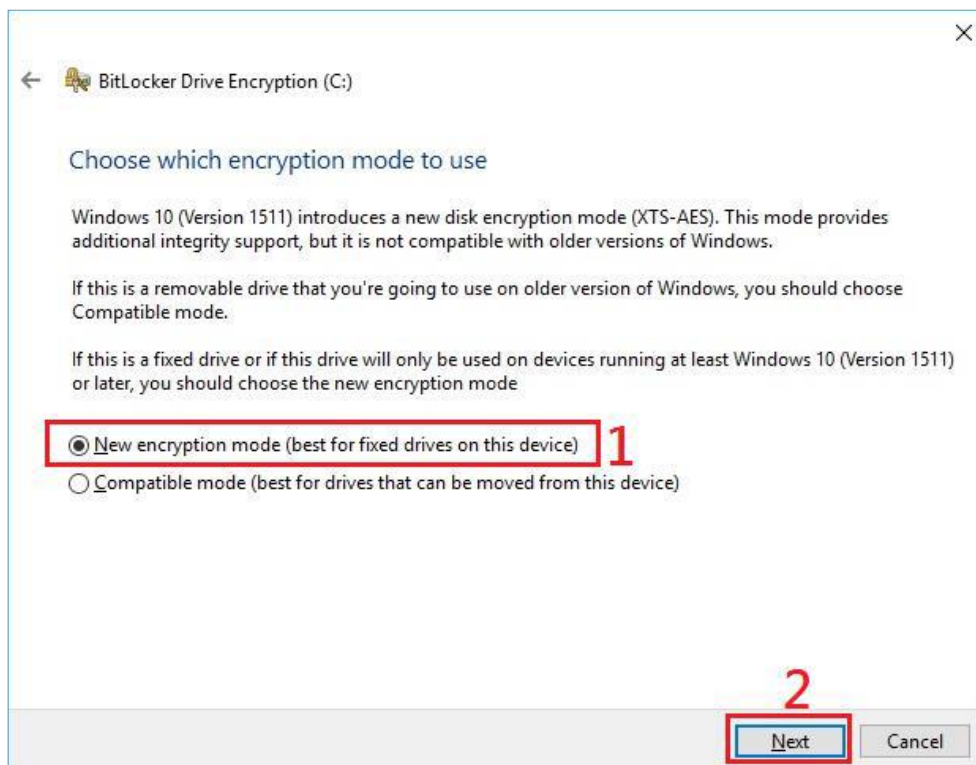 BitLocker Drive Encryption (C:)
Choose which encryption mode to use
Windows 10 (Version 1511) introduces a new disk encryption mode (XTS-AES). This mode provides
additional integrity support, but it is not compatible with older versions of Windows.
If this is a removable drive that you're going to use on older version of Windows, you should choose
Compatible mode.
If this is a fixed drive or if this drive will only be used on devices running at least Windows 10 (Version 1511)
or later, you should choose the new encryption mode
New encryption mode (best for fixed drives on this device) 1
Compatible mode (best for drives that can be moved from this device)
2
Next Cancel